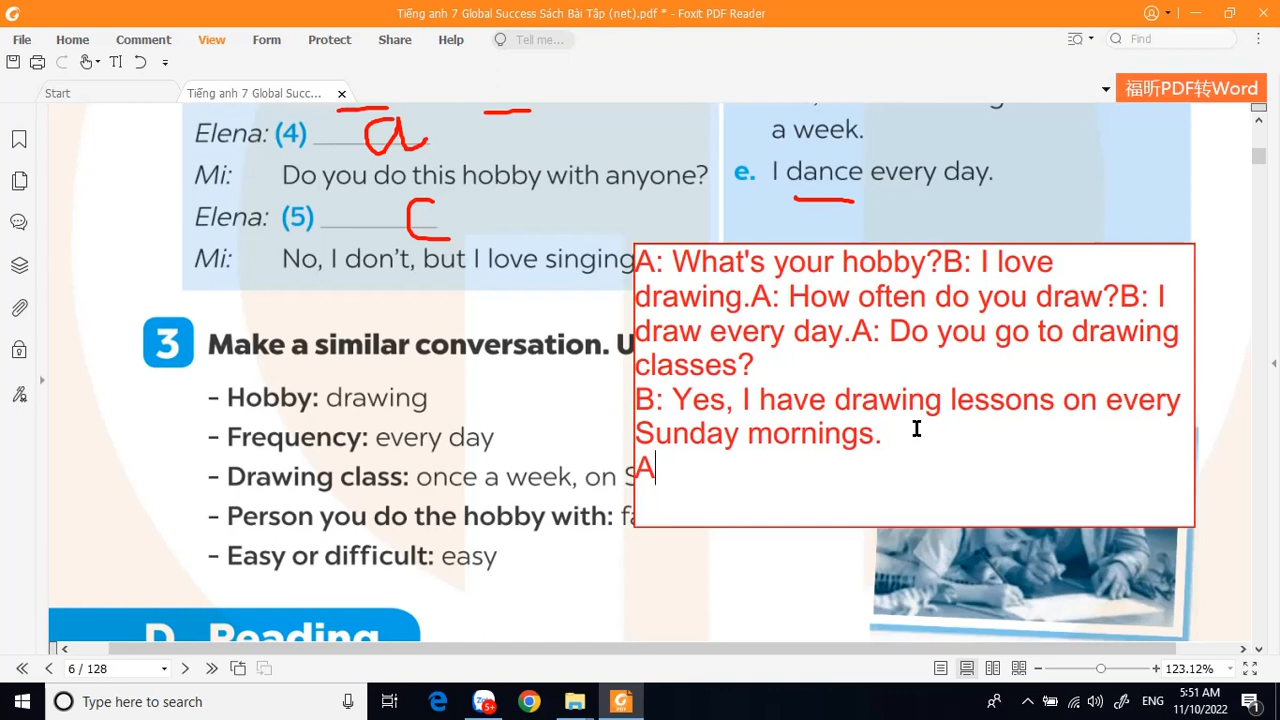 Tiếng anh 7 Global Success Sách Bài Tập (net).pdf * - Foxit PDF Reader
File Home Comment View Form Protect Share Help Tell me... Find
Start Tiếng anh 7 Global Succ...
福昕PDF转Word
Elena: (4) a
a week.
Mi: Do you do this hobby with anyone?
e. I dance every day.
Elena: (5) C
Mi: No, I don't, but I love singing
A: What's your hobby?B: I love
drawing.A: How often do you draw?B: I
draw every day.A: Do you go to drawing
classes?
B: Yes, I have drawing lessons on every
Sunday mornings.
A
3 Make a similar conversation.
- Hobby: drawing
- Frequency: every day
- Drawing class: once a week, on
- Person you do the hobby with:
- Easy or difficult: easy
D. Reading
6 / 128
123.12%
Type here to search
5+
ENG
5:51 AM
11/10/2022
1